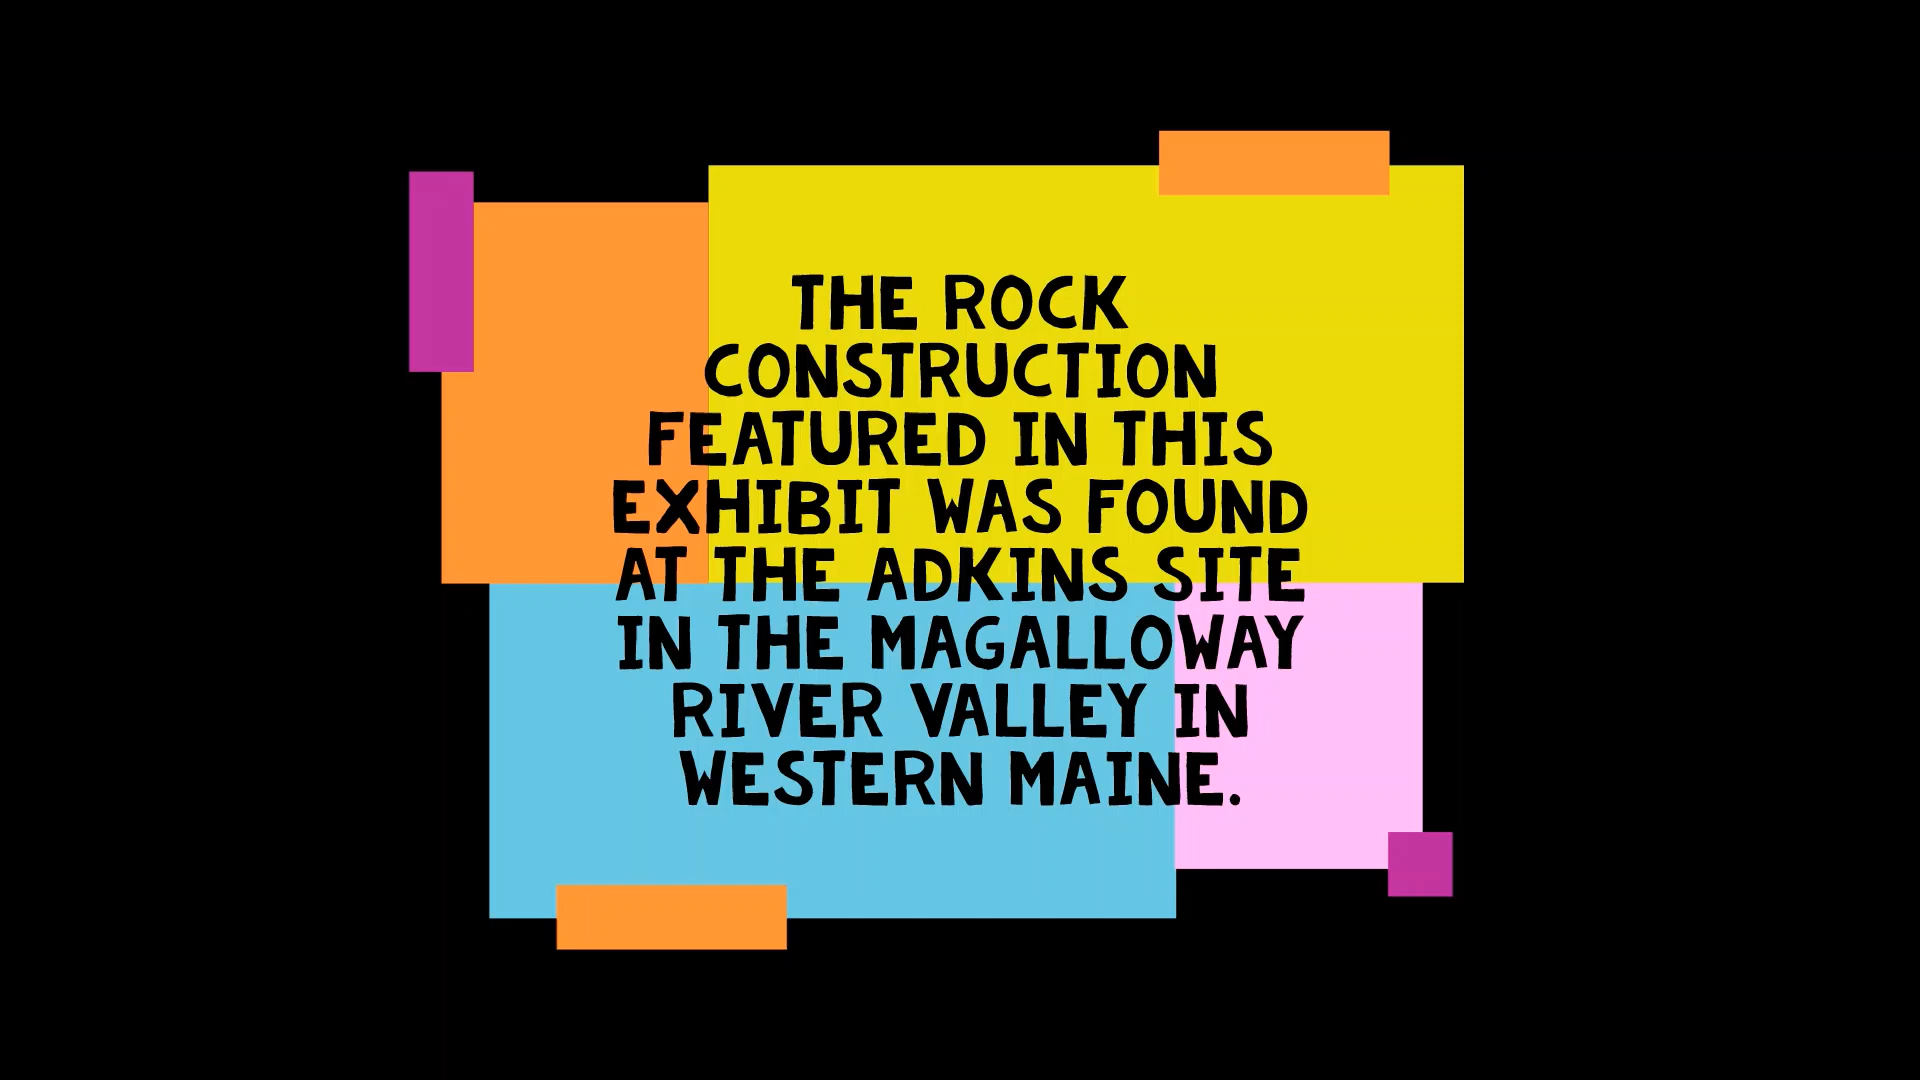 THE ROCK
CONSTRUCTION
FEATURED IN THIS
EXHIBIT WAS FOUND
AT THE ADKINS SITE
IN THE MAGALLOWAY
RIVER VALLEY IN
WESTERN MAINE.